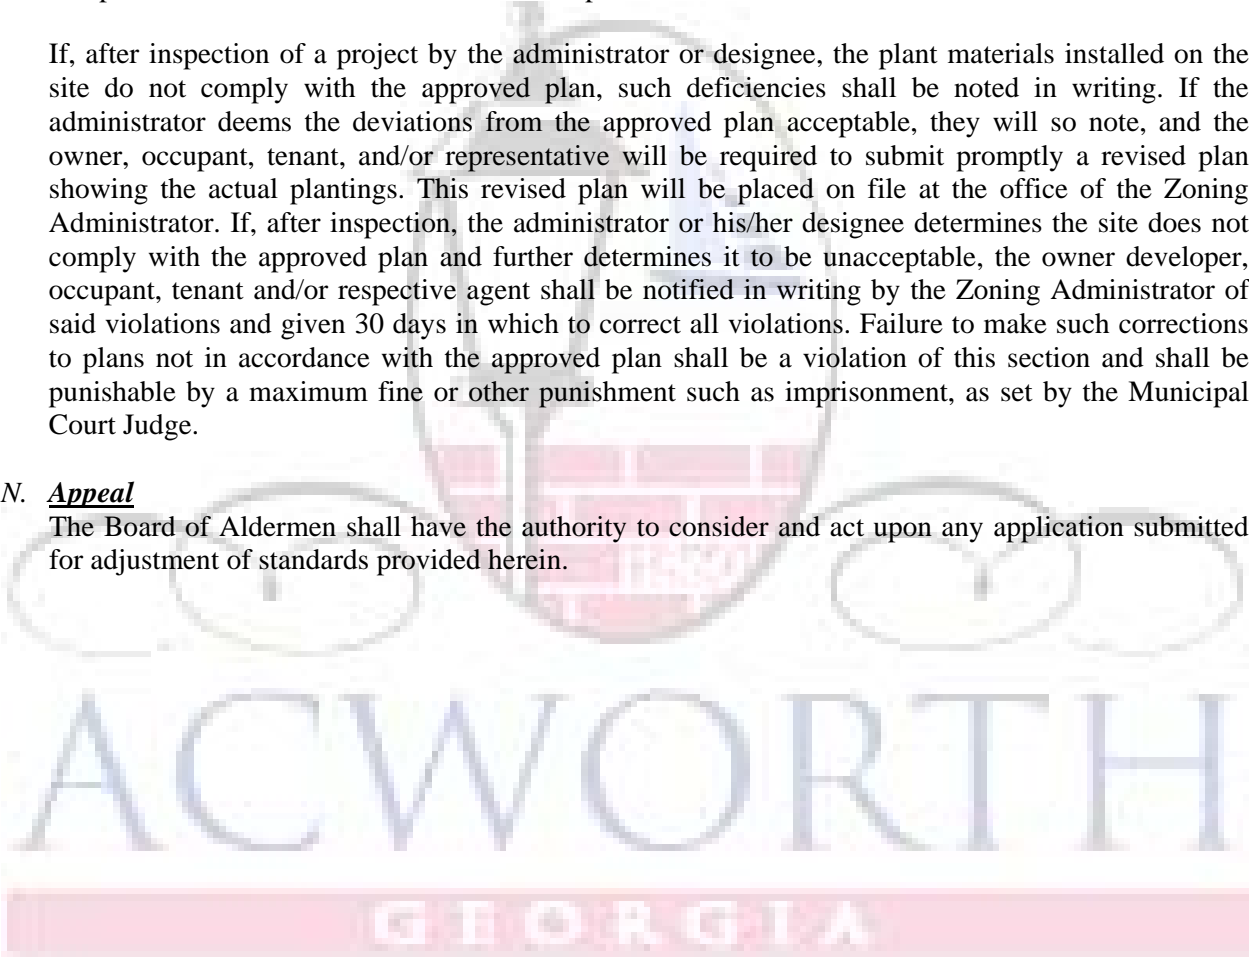 If, after inspection of a project by the administrator or designee, the plant materials installed on the
site do not comply with the approved plan, such deficiencies shall be noted in writing. If the
administrator deems the deviations from the approved plan acceptable, they will so note, and the
owner, occupant, tenant, and/or representative will be required to submit promptly a revised plan
showing the actual plantings. This revised plan will be placed on file at the office of the Zoning
Administrator. If, after inspection, the administrator or his/her designee determines the site does not
comply with the approved plan and further determines it to be unacceptable, the owner developer,
occupant, tenant and/or respective agent shall be notified in writing by the Zoning Administrator of
said violations and given 30 days in which to correct all violations. Failure to make such corrections
to plans not in accordance with the approved plan shall be a violation of this section and shall be
punishable by a maximum fine or other punishment such as imprisonment, as set by the Municipal
Court Judge.
N. Appeal
The Board of Aldermen shall have the authority to consider and act upon any application submitted
for adjustment of standards provided herein.
1860
ACWORTH
GEORGIA